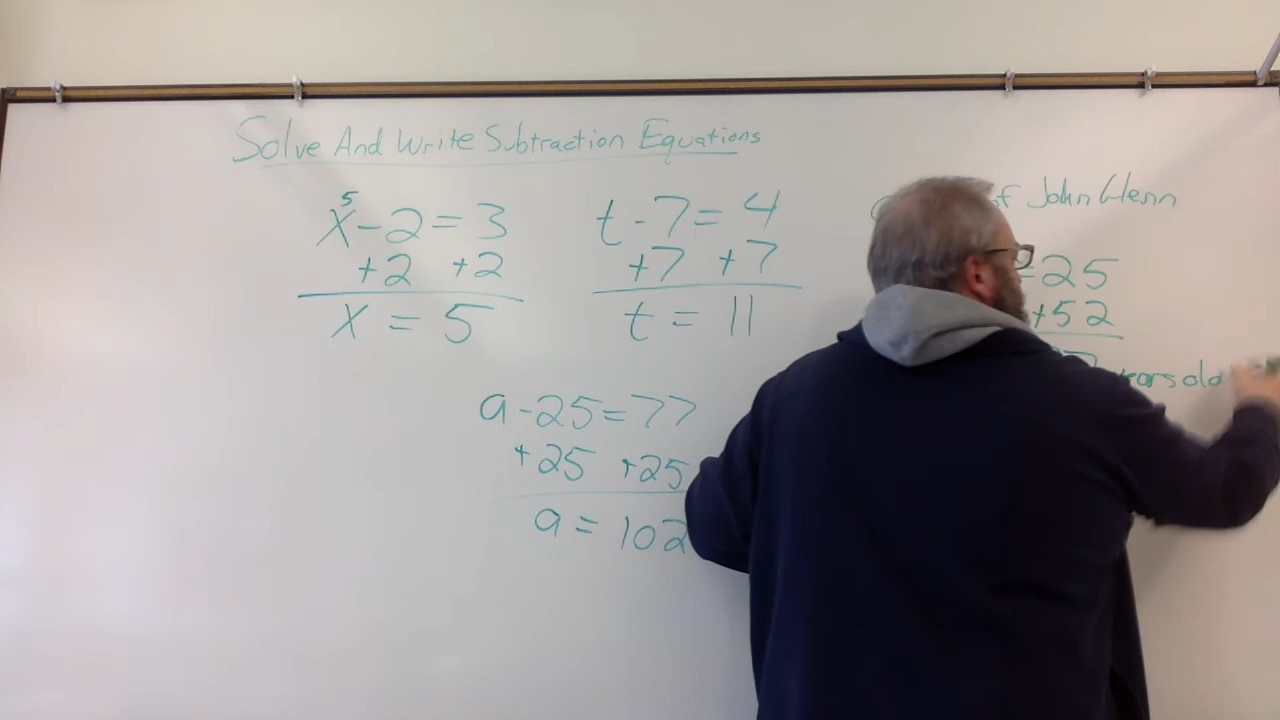 Solve And Write Subtraction Equations
5
x - 2 = 3
+2 +2
x = 5
t - 7 = 4
+7 +7
t = 11
a - 25 = 77
+25 +25
a = 102
of John Glenn
=25
+52
old